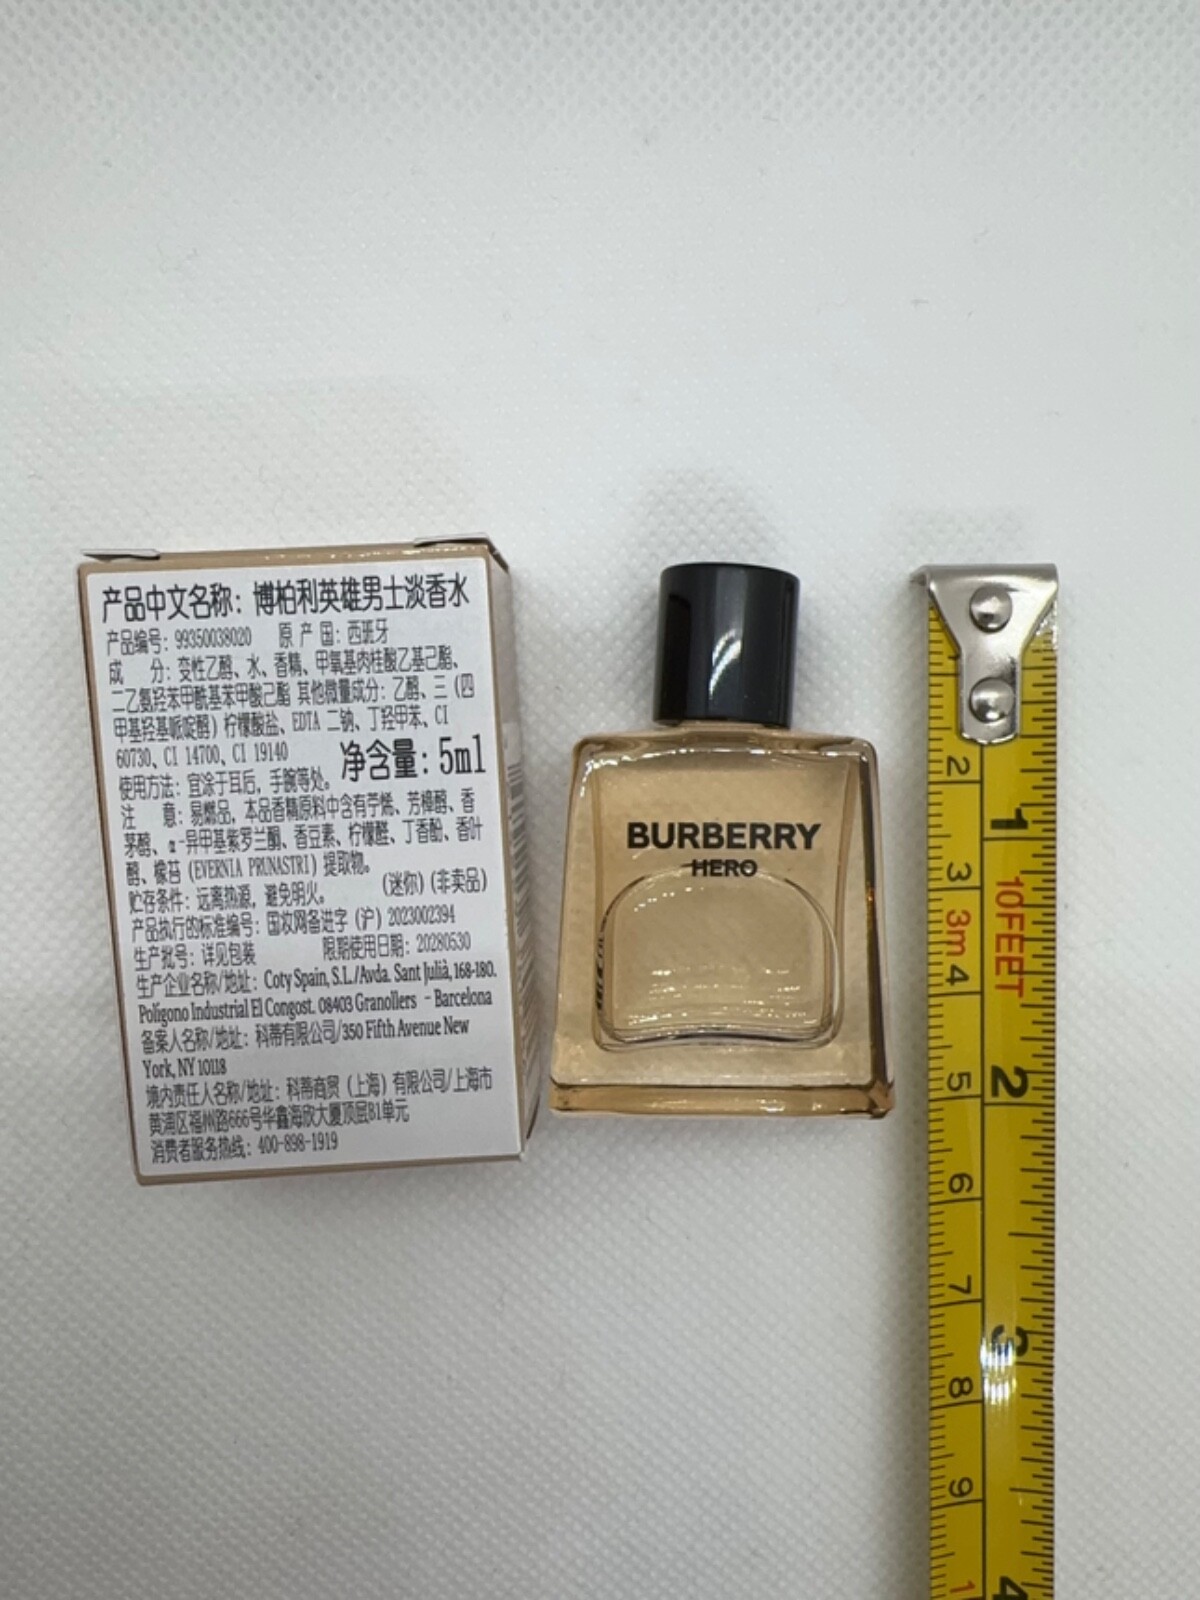 产品中文名称：博柏利英雄男士淡香水
产品编号：99350038020 原 产 国：西班牙
成 分：变性乙醇、水、香精、甲氧基肉桂酸乙基己酯、
二乙氨羟苯甲酰基苯甲酸己酯 其他微量成分：乙醇、三（四
甲基羟基哌啶醇）柠檬酸盐、EDTA 二钠、丁羟甲苯、CI
60730, CI 14700, CI 19140
净含量：5ml
使用方法：宜涂于耳后，手腕等处。
注 意：易燃品，本品香精原料中含有苧烯、芳樟醇、香
茅醇、α-异甲基紫罗兰酮、香豆素、柠檬醛、丁香酚、香叶
醇、橡苔 (EVERNIA PRUNASTRI) 提取物。
贮存条件：远离热源，避免明火。 (迷你) (非卖品)
产品执行的标准编号：国妆网备进字（沪）2023002394
生产批号：详见包装 限期使用日期：20280530
生产企业名称/地址：Coty Spain, S.L./Avda. Sant Julià, 168-180.
Polígono Industrial El Congost. 08403 Granollers - Barcelona
备案人名称/地址：科蒂有限公司/350 Fifth Avenue New
York, NY 10118
境内责任人名称/地址：科蒂商贸（上海）有限公司/上海市
黄浦区福州路666号华鑫海欣大厦顶层B1单元
消费者服务热线：400-898-1919
BURBERRY
HERO
2
3
3m
4
5
6
7
8
9
1
1
10FEET
2
3
4